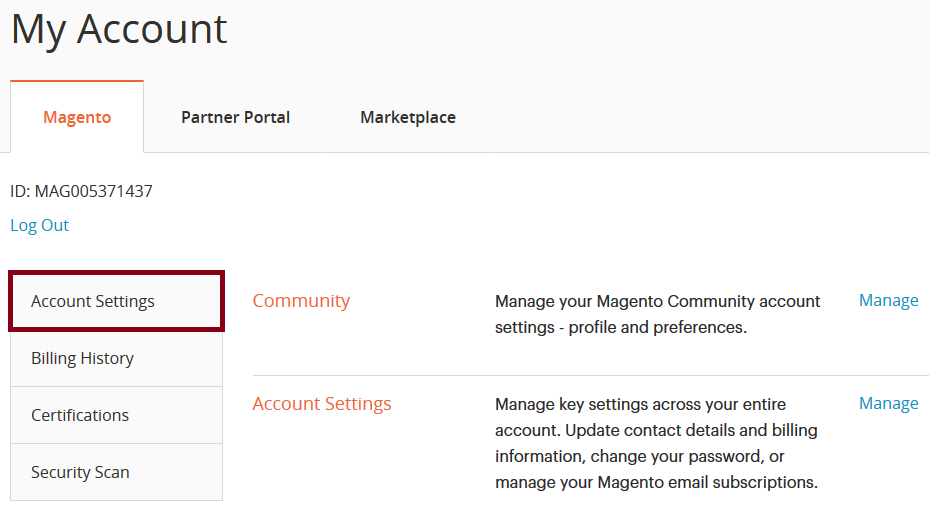 My Account
Magento
Partner Portal
Marketplace
ID: MAG005371437
Log Out
Account Settings
Billing History
Certifications
Security Scan
Community
Manage your Magento Community account
settings - profile and preferences.
Manage
Account Settings
Manage key settings across your entire
account. Update contact details and billing
information, change your password, or
manage your Magento email subscriptions.
Manage